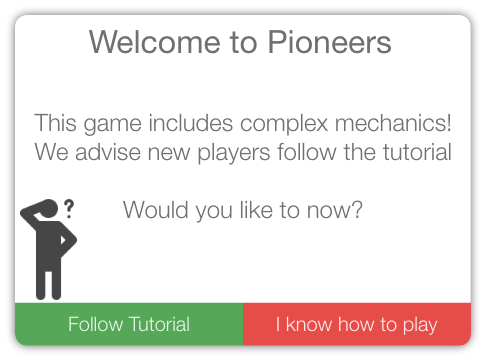 Welcome to Pioneers
This game includes complex mechanics!
We advise new players follow the tutorial
Would you like to now?
?
Follow Tutorial
I know how to play